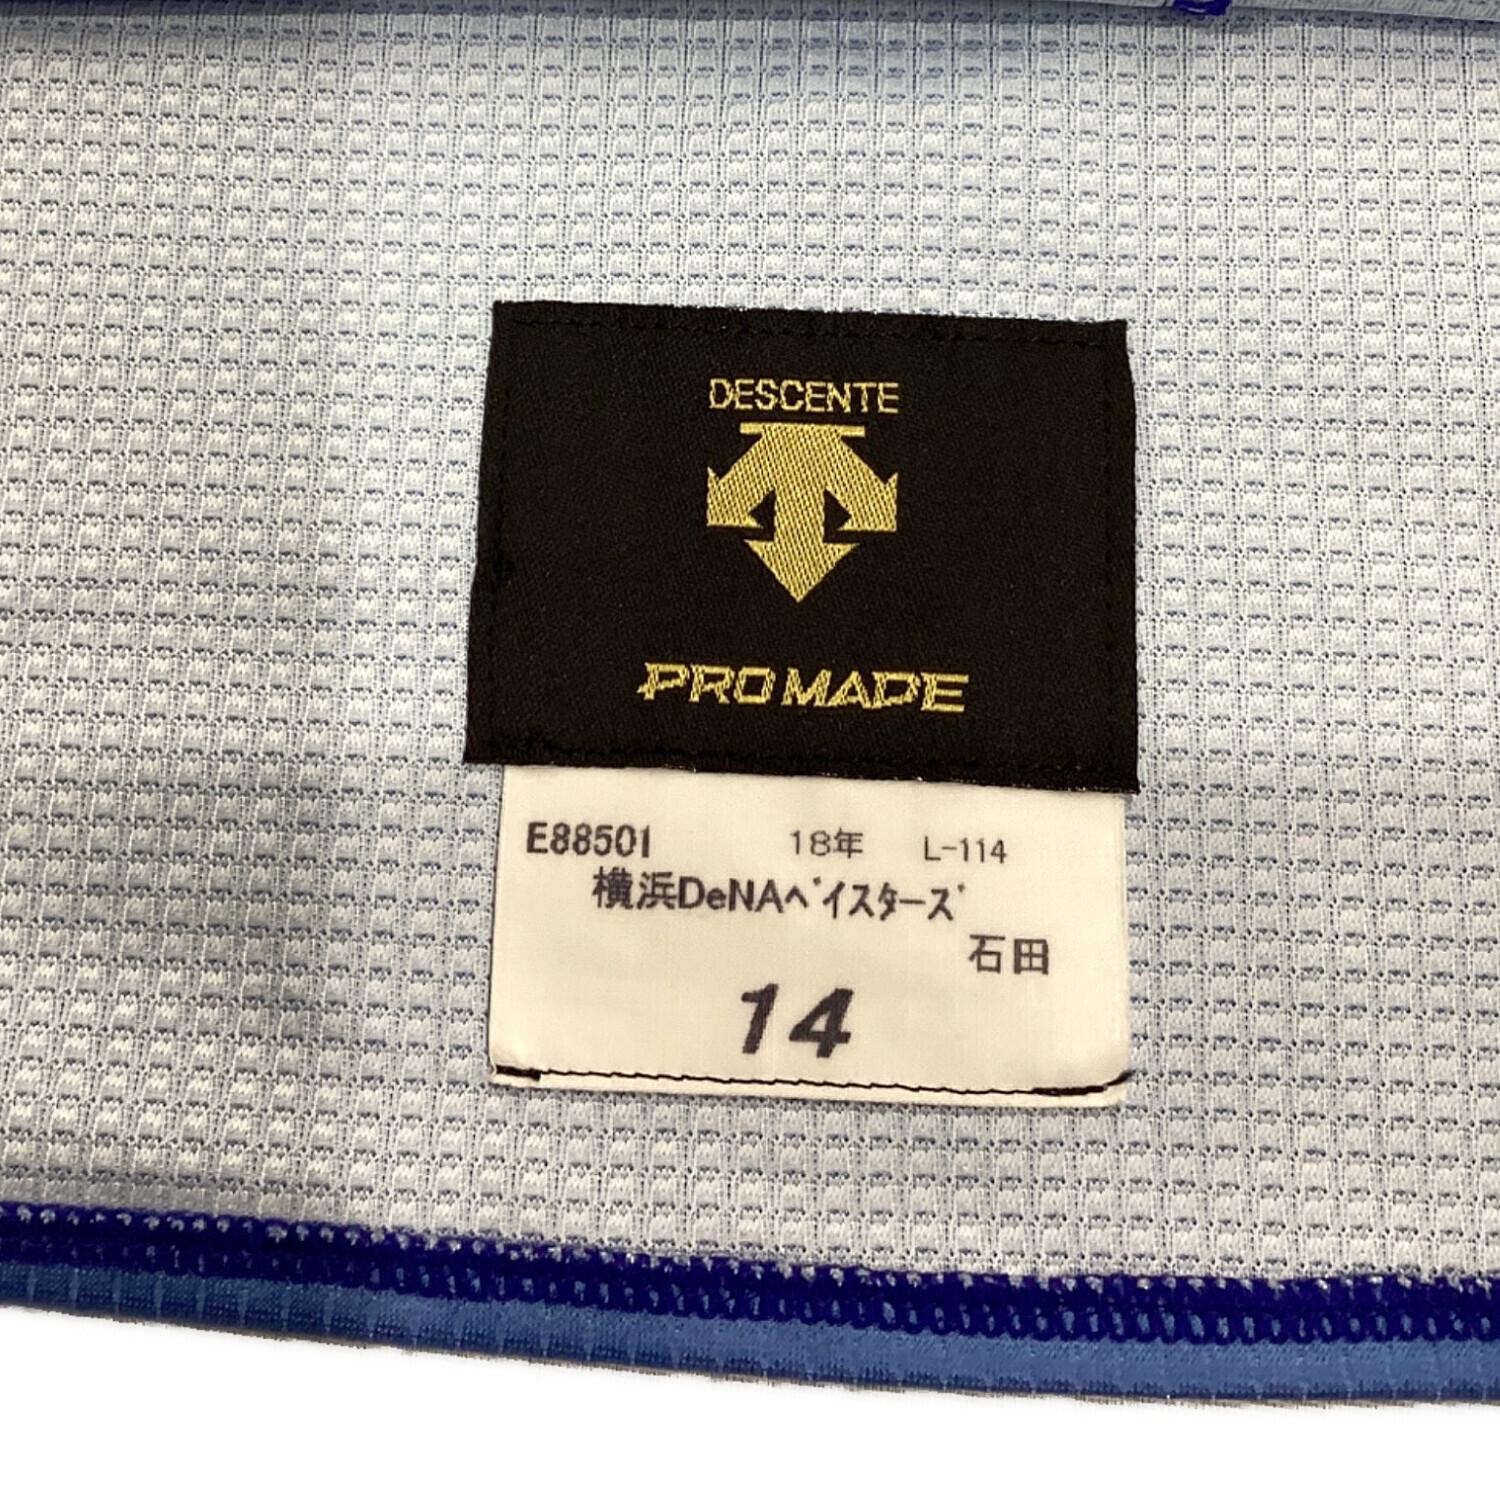 DESCENTE
PRO MADE
E88501 18年 L-114
横浜DeNAﾍﾞｲｽﾀｰｽﾞ
石田
14